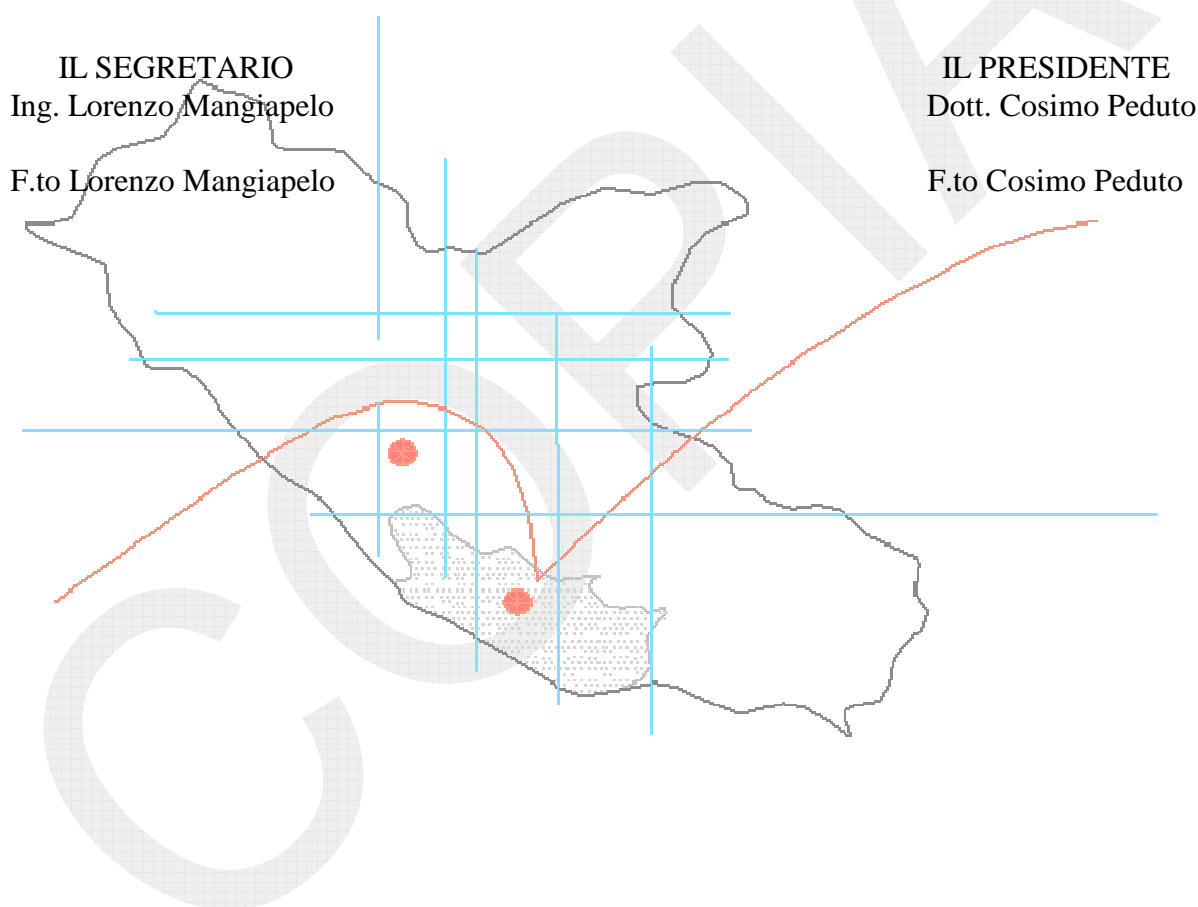 IL SEGRETARIO
Ing. Lorenzo Mangiapelo
F.to Lorenzo Mangiapelo
IL PRESIDENTE
Dott. Cosimo Peduto
F.to Cosimo Peduto
COPIA